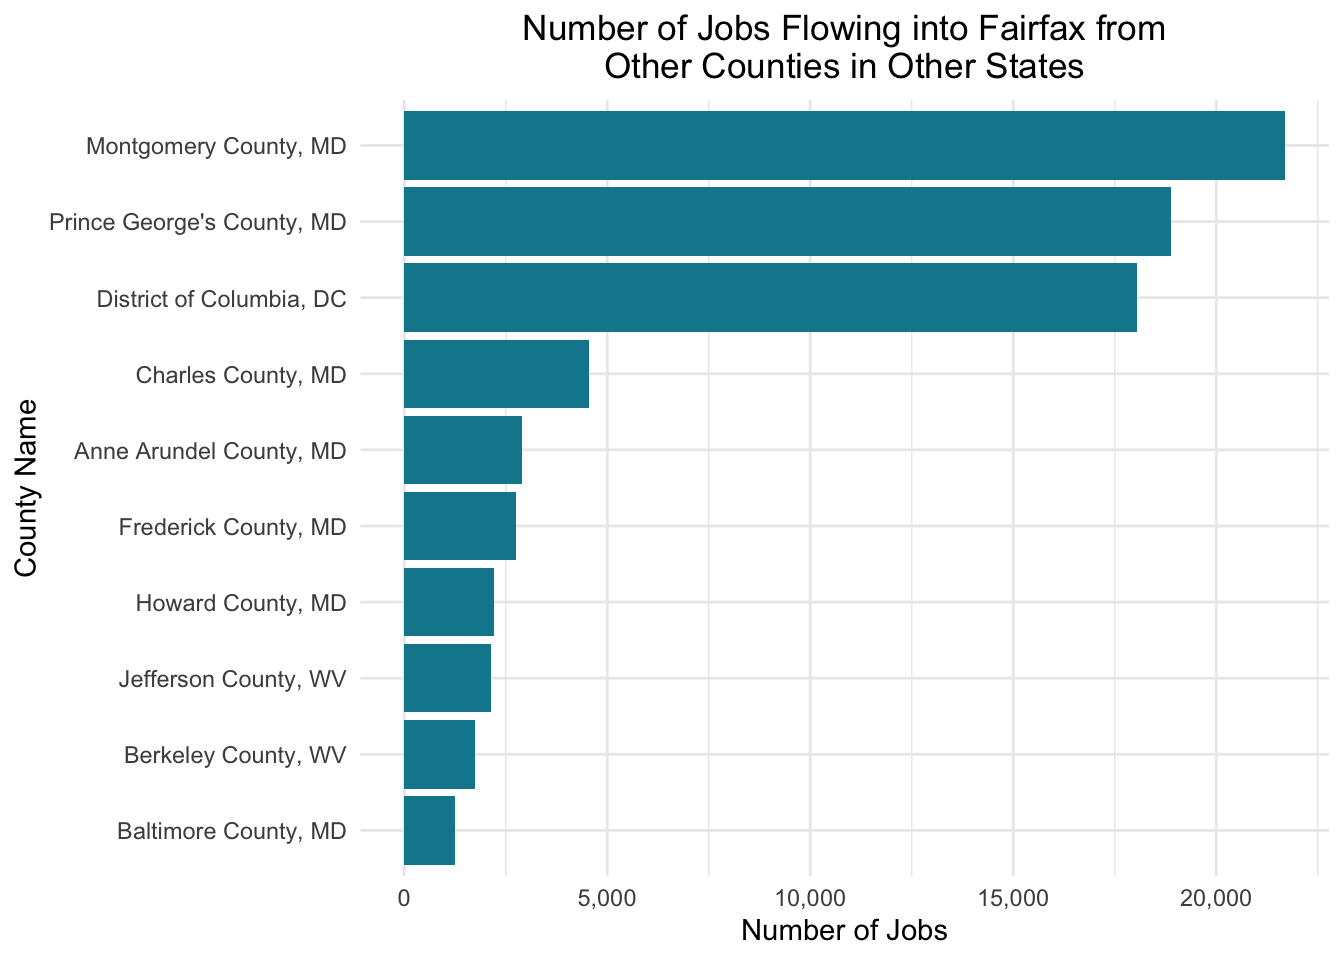 Number of Jobs Flowing into Fairfax from
Other Counties in Other States
County Name
Montgomery County, MD
Prince George's County, MD
District of Columbia, DC
Charles County, MD
Anne Arundel County, MD
Frederick County, MD
Howard County, MD
Jefferson County, WV
Berkeley County, WV
Baltimore County, MD
0 5,000 10,000 15,000 20,000
Number of Jobs